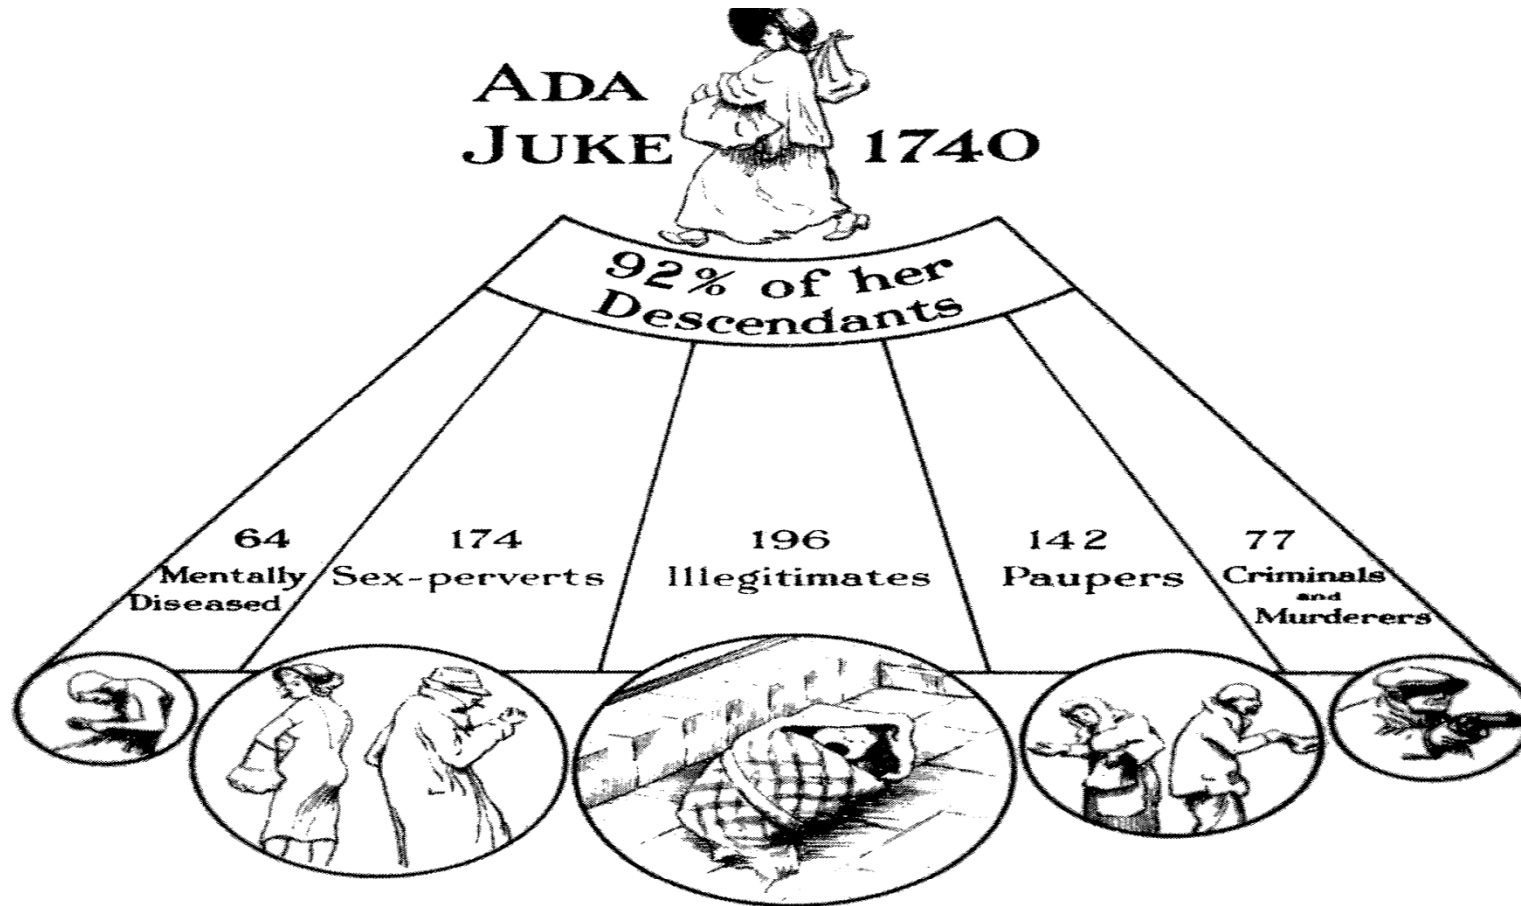 ADA
JUKE 1740
92% of her
Descendants
64
Mentally
Diseased
174
Sex-perverts
196
Illegitimates
142
Paupers
77
Criminals
and
Murderers